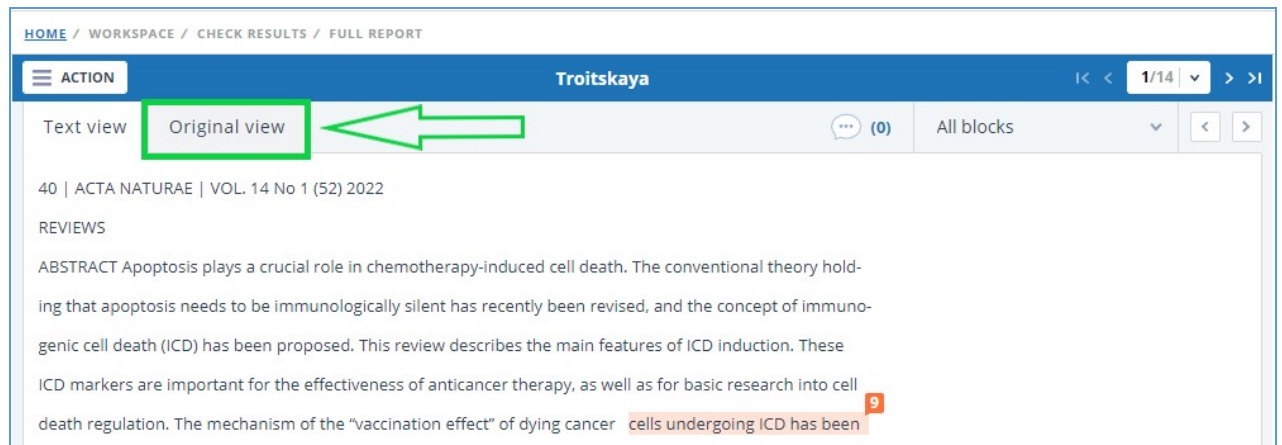 HOME / WORKSPACE / CHECK RESULTS / FULL REPORT
ACTION Troitskaya 1/14
Text view Original view (0) All blocks
40 | ACTA NATURAE | VOL. 14 No 1 (52) 2022
REVIEWS
ABSTRACT Apoptosis plays a crucial role in chemotherapy-induced cell death. The conventional theory hold-
ing that apoptosis needs to be immunologically silent has recently been revised, and the concept of immuno-
genic cell death (ICD) has been proposed. This review describes the main features of ICD induction. These
ICD markers are important for the effectiveness of anticancer therapy, as well as for basic research into cell
9
death regulation. The mechanism of the “vaccination effect” of dying cancer cells undergoing ICD has been